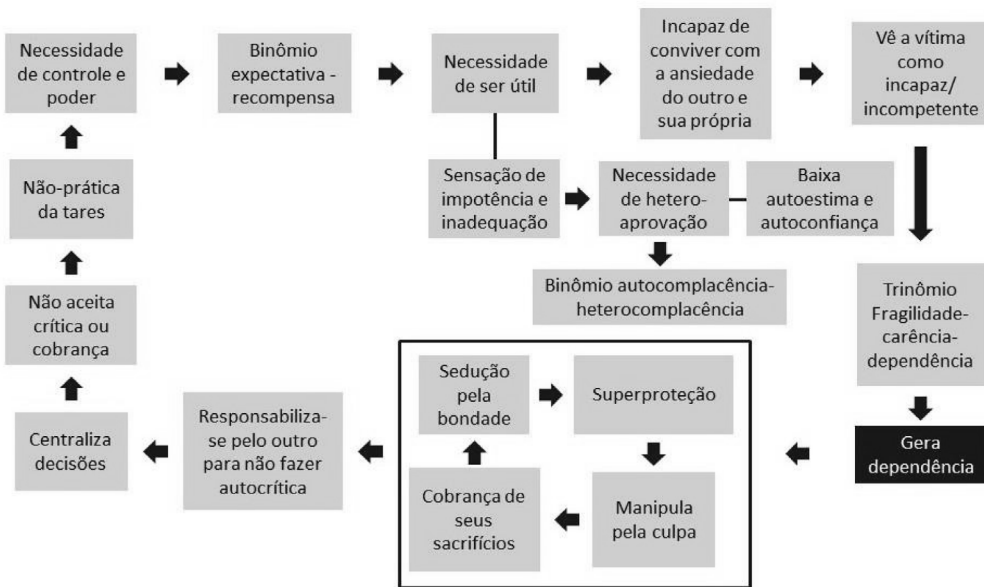 Necessidade
de controle e
poder
Binômio
expectativa -
recompensa
Necessidade
de ser útil
Incapaz de
conviver com
a ansiedade
do outro e
sua própria
Vê a vítima
como
incapaz/
incompetente
Não-prática
da tares
Sensação de
impotência e
inadequação
Necessidade
de hetero-
aprovação
Baixa
autoestima e
autoconfiança
Binômio autocomplacência-
heterocomplacência
Não aceita
crítica ou
cobrança
Trinômio
Fragilidade-
carência-
dependência
Sedução
pela
bondade
Superproteção
Centraliza
decisões
Responsabiliza-
se pelo outro
para não fazer
autocrítica
Gera
dependência
Cobrança de
seus
sacrifícios
Manipula
pela culpa